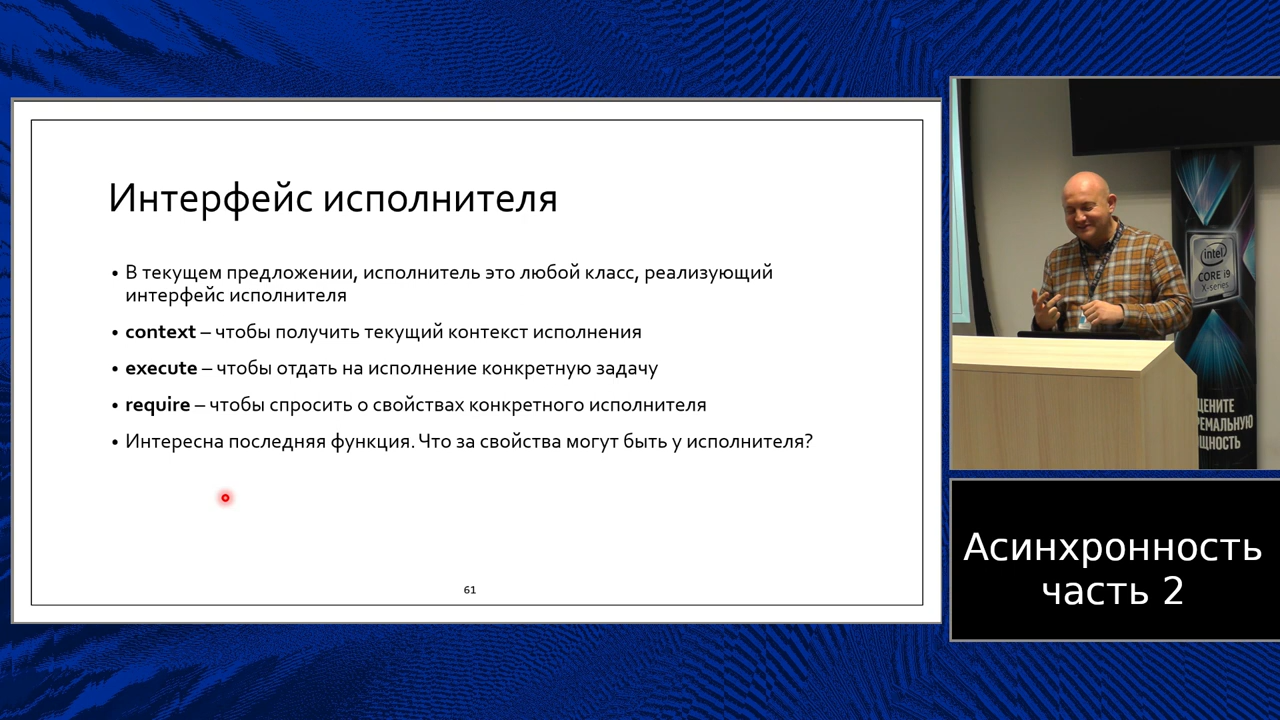 Интерфейс исполнителя
• В текущем предложении, исполнитель это любой класс, реализующий
интерфейс исполнителя
• context – чтобы получить текущий контекст исполнения
• execute – чтобы отдать на исполнение конкретную задачу
• require – чтобы спросить о свойствах конкретного исполнителя
• Интересна последняя функция. Что за свойства могут быть у исполнителя?
61
intel
CORE i9
X-series
ЦЕНИТЕ
РЕМАЛЬНУЮ
ЩНОСТЬ
Асинхронность
часть 2